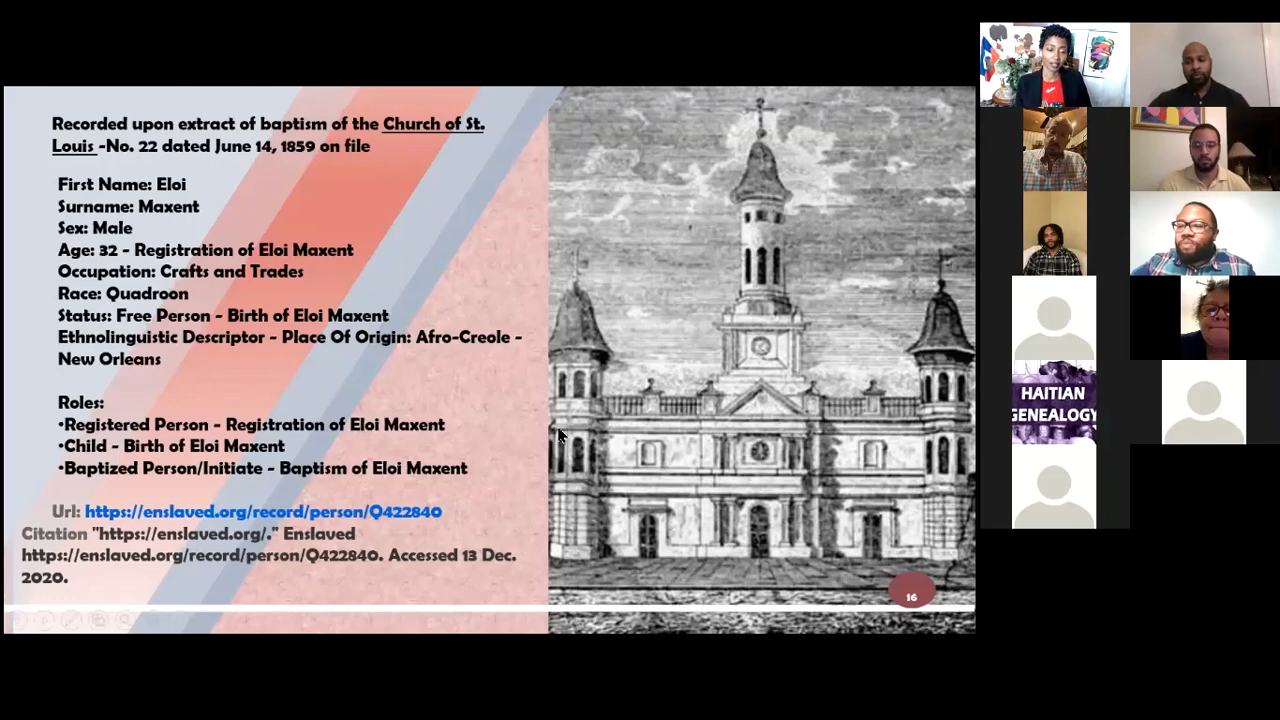 Recorded upon extract of baptism of the Church of St.
Louis -No. 22 dated June 14, 1859 on file
First Name: Eloi
Surname: Maxent
Sex: Male
Age: 32 - Registration of Eloi Maxent
Occupation: Crafts and Trades
Race: Quadroon
Status: Free Person - Birth of Eloi Maxent
Ethnolinguistic Descriptor - Place Of Origin: Afro-Creole -
New Orleans
Roles:
•Registered Person - Registration of Eloi Maxent
•Child - Birth of Eloi Maxent
•Baptized Person/Initiate - Baptism of Eloi Maxent
Url: https://enslaved.org/record/person/Q422840
Citation "https://enslaved.org/." Enslaved
https://enslaved.org/record/person/Q422840. Accessed 13 Dec.
2020.
16
HAITIAN
GENEALOGY